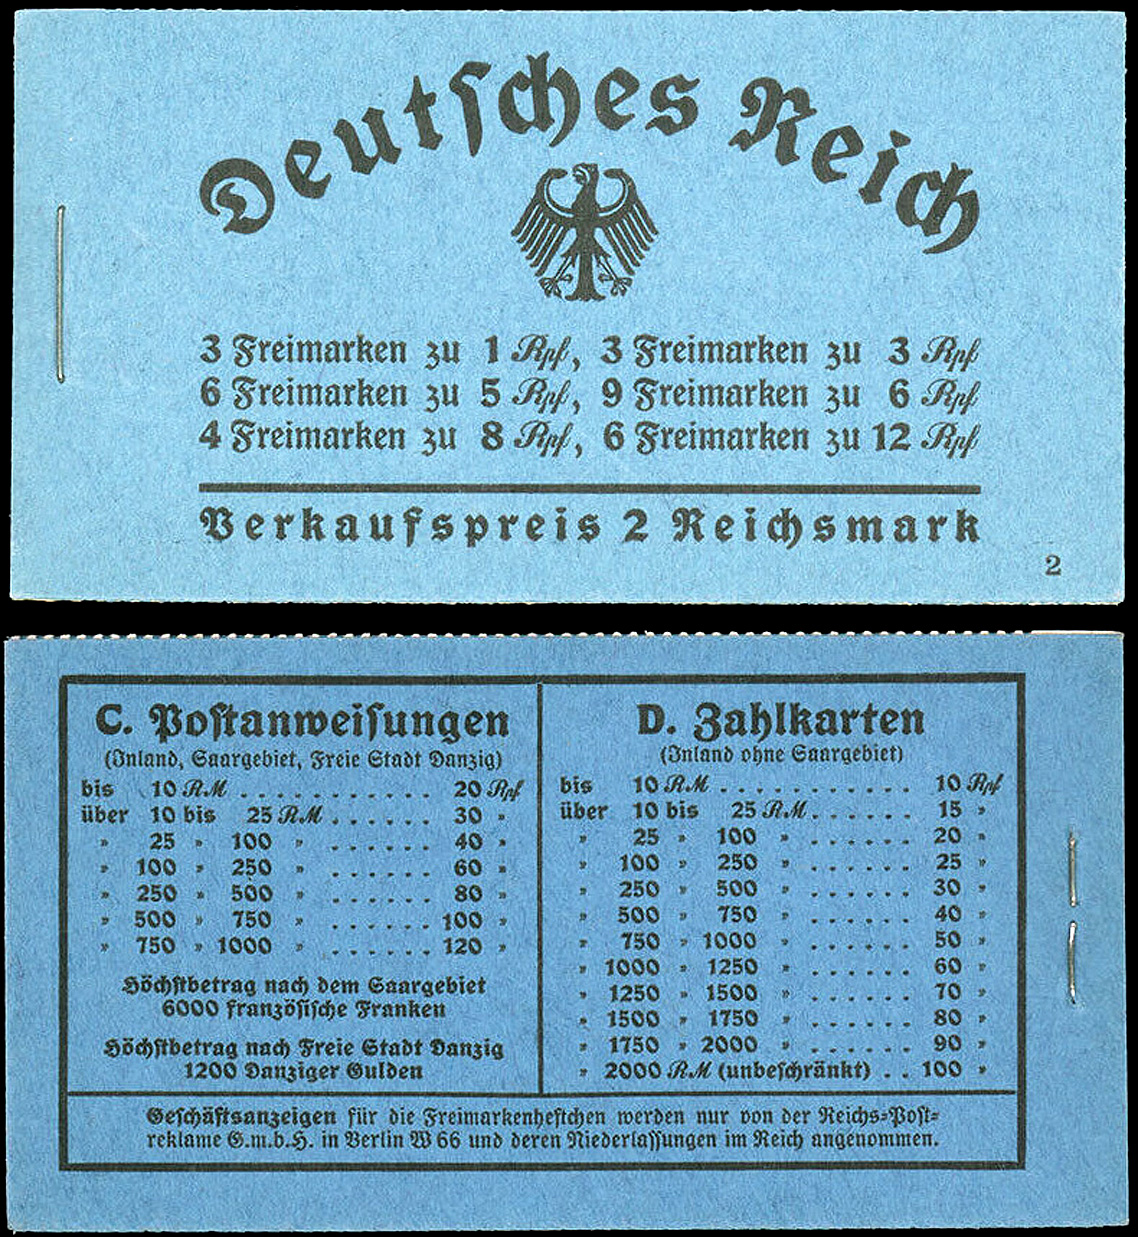 Deutsches Reich
3 Freimarken zu 1 Rpf, 3 Freimarken zu 3 Rpf
6 Freimarken zu 5 Rpf, 9 Freimarken zu 6 Rpf
4 Freimarken zu 8 Rpf, 6 Freimarken zu 12 Rpf
Verkaufspreis 2 Reichsmark
2
C. Postanweisungen
(Inland, Saargebiet, Freie Stadt Danzig)
bis 10 RM . . . . . . . . . . . 20 Rpf
über 10 bis 25 RM . . . . . . 30 "
" 25 " 100 " . . . . . . 40 "
" 100 " 250 " . . . . . . 60 "
" 250 " 500 " . . . . . . 80 "
" 500 " 750 " . . . . . . 100 "
" 750 " 1000 " . . . . . . 120 "
Höchstbetrag nach dem Saargebiet
6000 französische Franken
Höchstbetrag nach Freie Stadt Danzig
1200 Danziger Gulden
D. Zahlkarten
(Inland ohne Saargebiet)
bis 10 RM . . . . . . . . . . . 10 Rpf
über 10 bis 25 RM . . . . . . 15 "
" 25 " 100 " . . . . . . 20 "
" 100 " 250 " . . . . . . 25 "
" 250 " 500 " . . . . . . 30 "
" 500 " 750 " . . . . . . 40 "
" 750 " 1000 " . . . . . . 50 "
" 1000 " 1250 " . . . . . . 60 "
" 1250 " 1500 " . . . . . . 70 "
" 1500 " 1750 " . . . . . . 80 "
" 1750 " 2000 " . . . . . . 90 "
" 2000 RM (unbeschränkt) . . 100 "
Geschäftsanzeigen für die Freimarkenheftchen werden nur von der Reichs-Post-
reklame G.m.b.H. in Berlin W 66 und deren Niederlassungen im Reich angenommen.